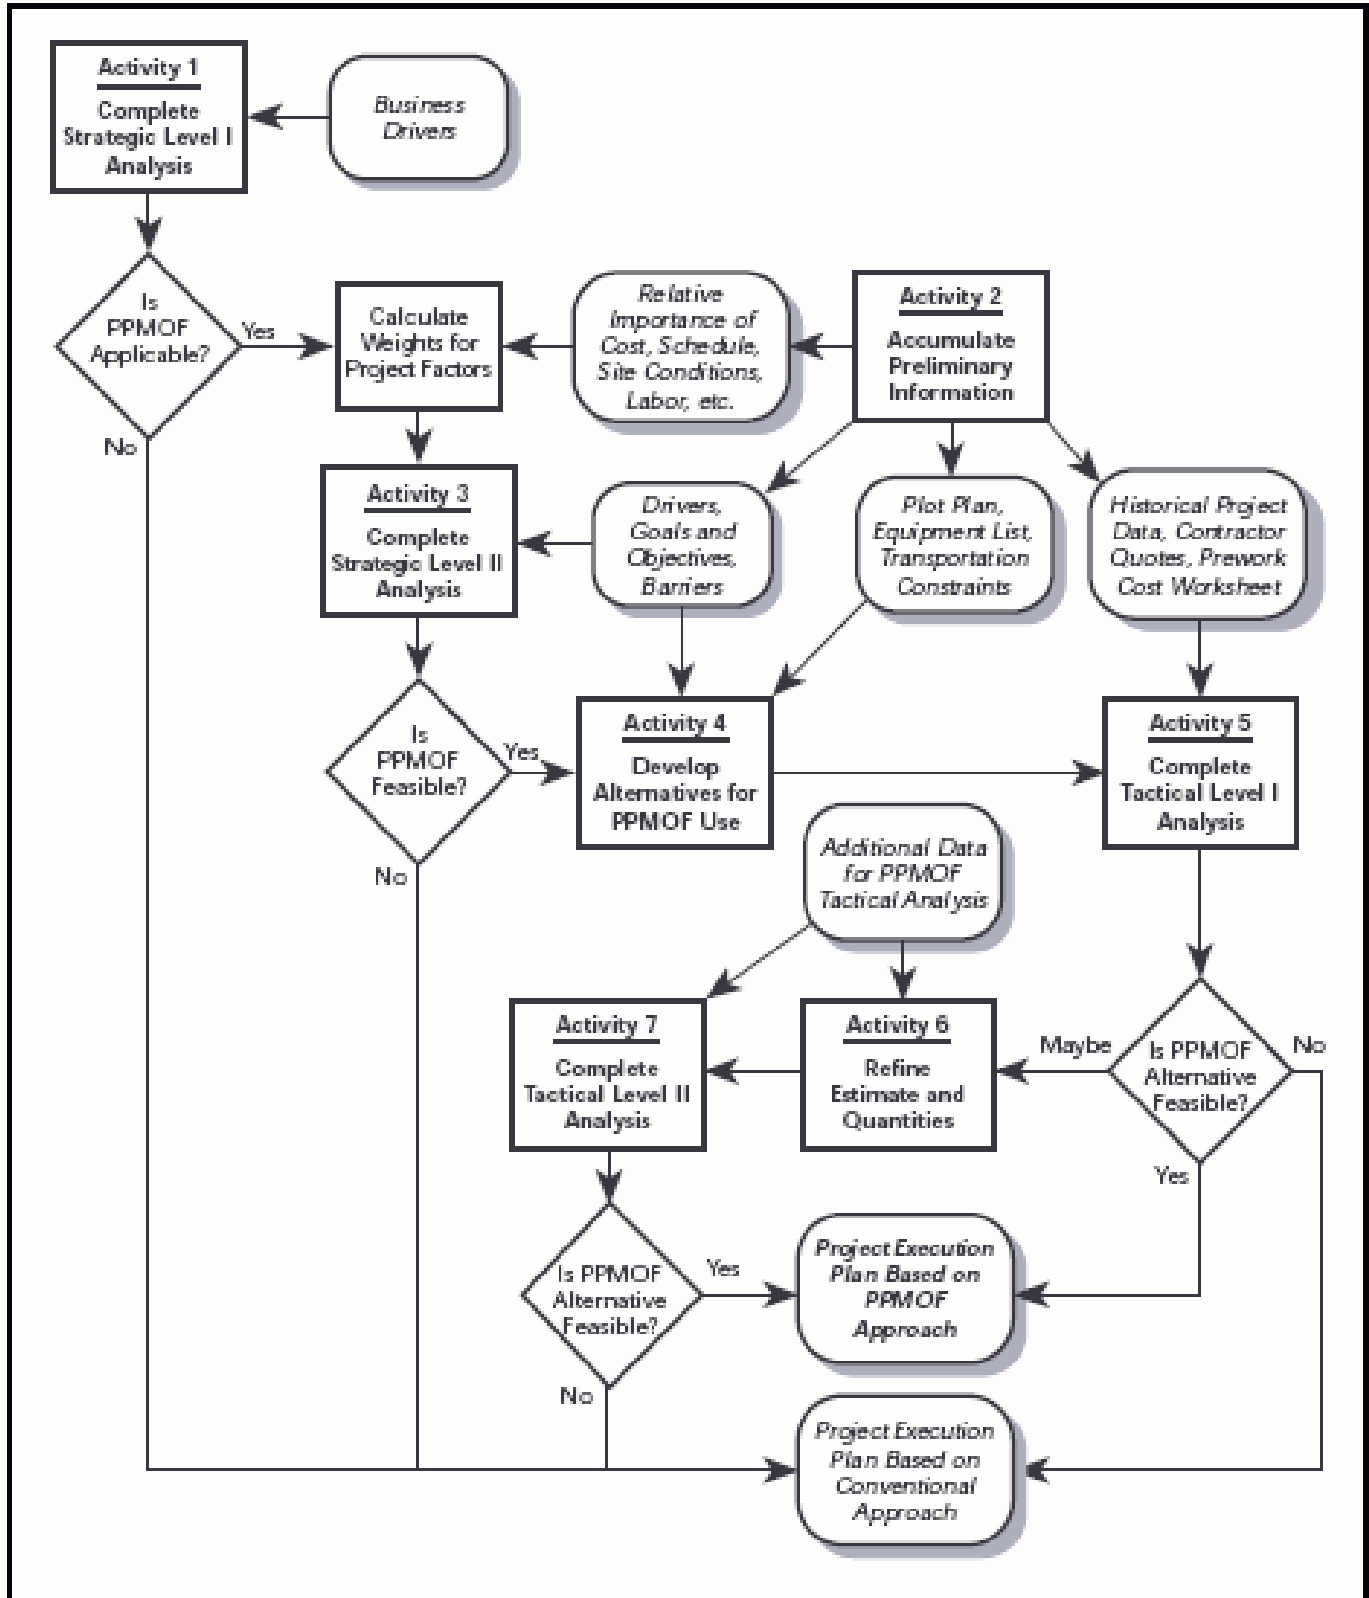 Activity 1
Complete
Strategic Level I
Analysis
Business
Drivers
Is
PPMOF
Applicable?
Yes
No
Calculate
Weights for
Project Factors
Relative
Importance of
Cost, Schedule,
Site Conditions,
Labor, etc.
Activity 2
Accumulate
Preliminary
Information
Activity 3
Complete
Strategic Level II
Analysis
Drivers,
Goals and
Objectives,
Barriers
Plot Plan,
Equipment List,
Transportation
Constraints
Historical Project
Data, Contractor
Quotes, Prework
Cost Worksheet
Is
PPMOF
Feasible?
Yes
No
Activity 4
Develop
Alternatives for
PPMOF Use
Activity 5
Complete
Tactical Level I
Analysis
Additional Data
for PPMOF
Tactical Analysis
Activity 7
Complete
Tactical Level II
Analysis
Activity 6
Refine
Estimate and
Quantities
Maybe
Is PPMOF
Alternative
Feasible?
No
Yes
Is PPMOF
Alternative
Feasible?
Yes
No
Project Execution
Plan Based on
PPMOF
Approach
Project Execution
Plan Based on
Conventional
Approach